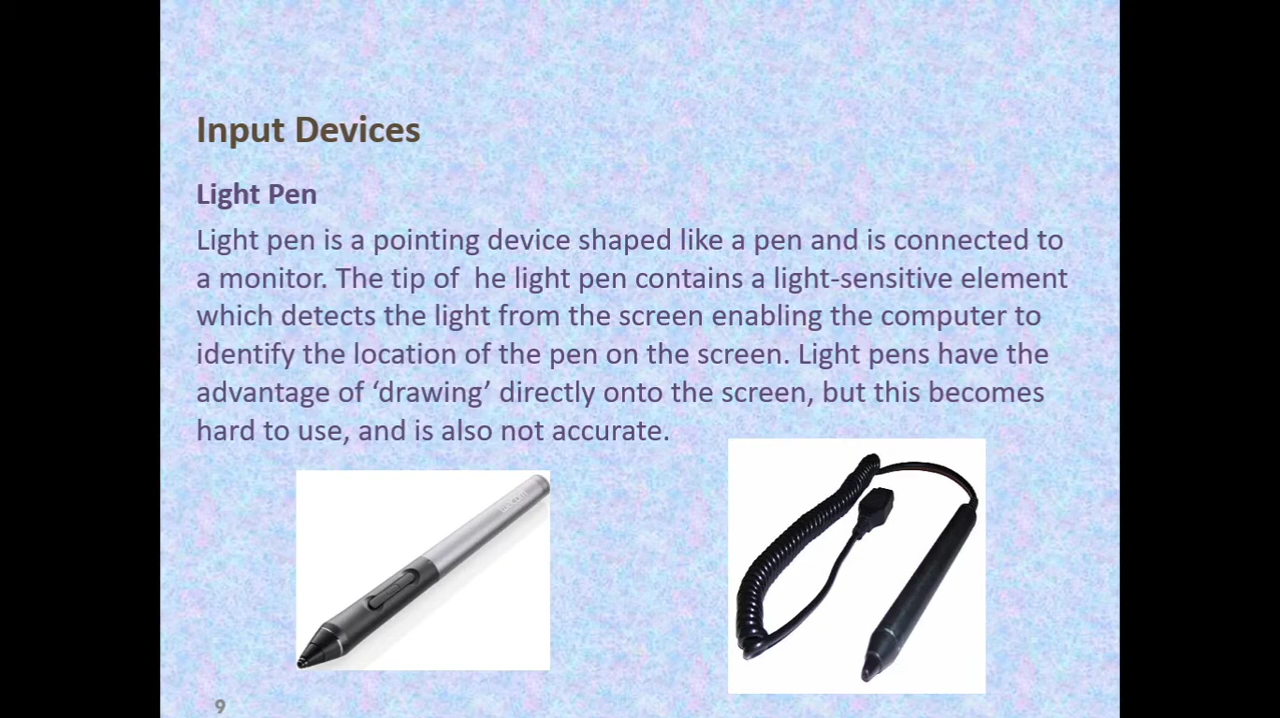 Input Devices
Light Pen
Light pen is a pointing device shaped like a pen and is connected to
a monitor. The tip of  he light pen contains a light-sensitive element
which detects the light from the screen enabling the computer to
identify the location of the pen on the screen. Light pens have the
advantage of ‘drawing’ directly onto the screen, but this becomes
hard to use, and is also not accurate.
9